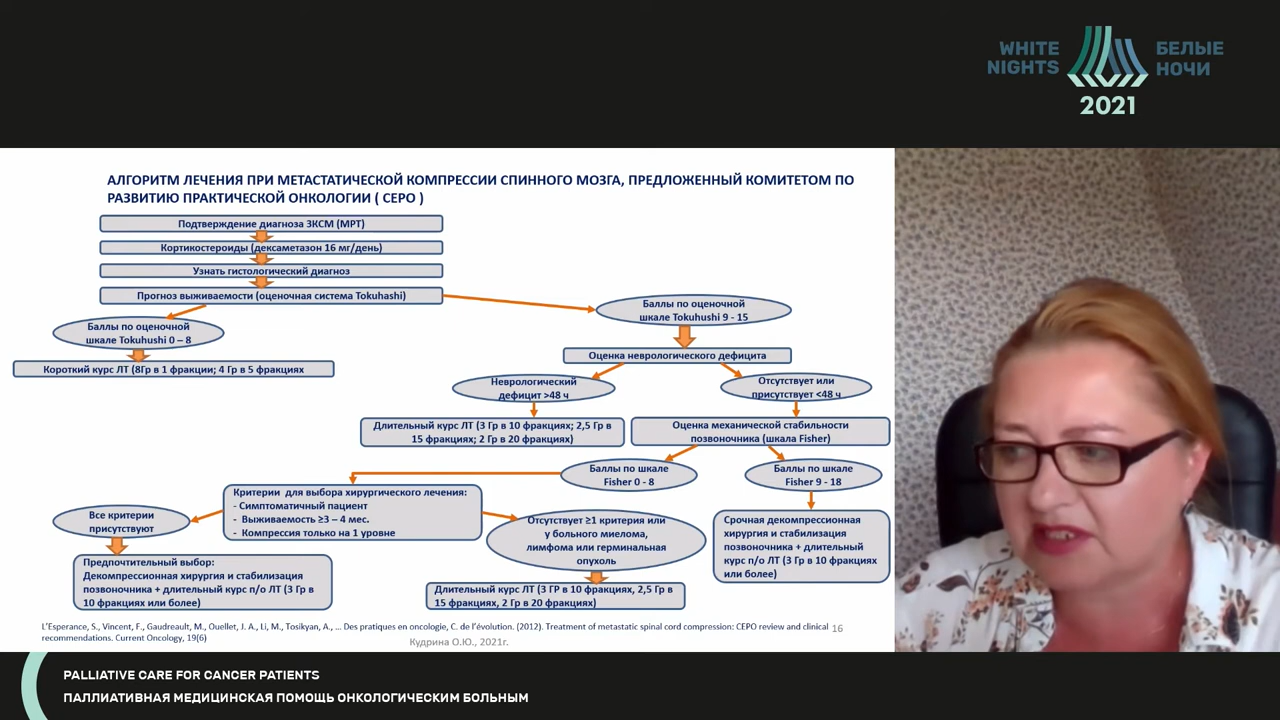 WHITE
NIGHTS
БЕЛЫЕ
НОЧИ
2021
АЛГОРИТМ ЛЕЧЕНИЯ ПРИ МЕТАСТАТИЧЕСКОЙ КОМПРЕССИИ СПИННОГО МОЗГА, ПРЕДЛОЖЕННЫЙ КОМИТЕТОМ ПО
РАЗВИТИЮ ПРАКТИЧЕСКОЙ ОНКОЛОГИИ ( CEPO )
Подтверждение диагноза ЗКСМ (МРТ)
Кортикостероиды (дексаметазон 16 мг/день)
Узнать гистологический диагноз
Прогноз выживаемости (оценочная система Tokuhashi)
Баллы по оценочной
шкале Tokuhushi 9 - 15
Баллы по оценочной
шкале Tokuhushi 0 – 8
Оценка неврологического дефицита
Короткий курс ЛТ (8Гр в 1 фракции; 4 Гр в 5 фракциях
Неврологический
дефицит >48 ч
Отсутствует или
присутствует <48 ч
Длительный курс ЛТ (3 Гр в 10 фракциях; 2,5 Гр в
15 фракциях; 2 Гр в 20 фракциях)
Оценка механической стабильности
позвоночника (шкала Fisher)
Баллы по шкале
Fisher 0 - 8
Баллы по шкале
Fisher 9 - 18
Критерии для выбора хирургического лечения:
- Симптоматичный пациент
- Выживаемость ≥3 – 4 мес.
- Компрессия только на 1 уровне
Все критерии
присутствуют
Отсутствует ≥1 критерия или
у больного миелома,
лимфома или герминальная
опухоль
Срочная декомпрессионная
хирургия и стабилизация
позвоночника + длительный
курс п/о ЛТ (3 Гр в 10 фракциях
или более)
Предпочтительный выбор:
Декомпрессионная хирургия и стабилизация
позвоночника + длительный курс п/о ЛТ (3 Гр в
10 фракциях или более)
Длительный курс ЛТ (3 ГР в 10 фракциях, 2,5 Гр в
15 фракциях, 2 Гр в 20 фракциях)
L'Esperance, S., Vincent, F., Gaudreault, M., Ouellet, J. A., Li, M., Tosikyan, A., … Des pratiques en oncologie, C. de l'évolution. (2012). Treatment of metastatic spinal cord compression: CEPO review and clinical
recommendations. Current Oncology, 19(6)
16
Кудрина О.Ю., 2021г.
PALLIATIVE CARE FOR CANCER PATIENTS
ПАЛЛИАТИВНАЯ МЕДИЦИНСКАЯ ПОМОЩЬ ОНКОЛОГИЧЕСКИМ БОЛЬНЫМ